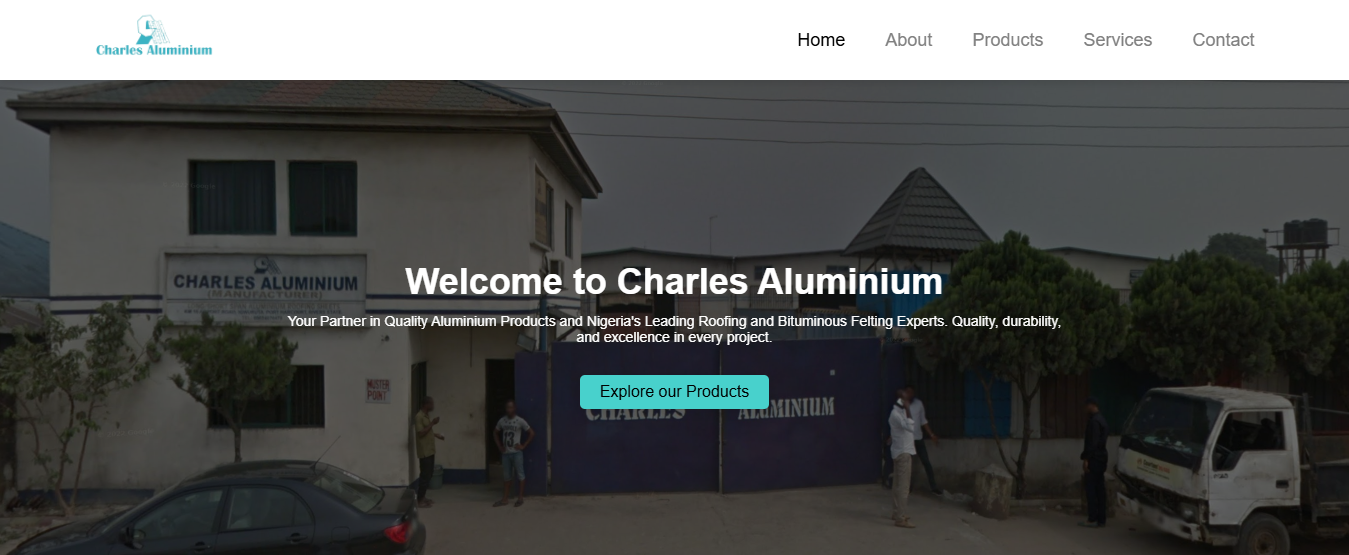 Charles Aluminium
Home About Products Services Contact
CHARLES ALUMINIUM
(MANUFACTURER)
Welcome to Charles Aluminium
Your Partner in Quality Aluminium Products and Nigeria's Leading Roofing and Bituminous Felting Experts. Quality, durability,
and excellence in every project.
MUSTER
POINT
Explore our Products
CHARLES ALUMINIUM
13